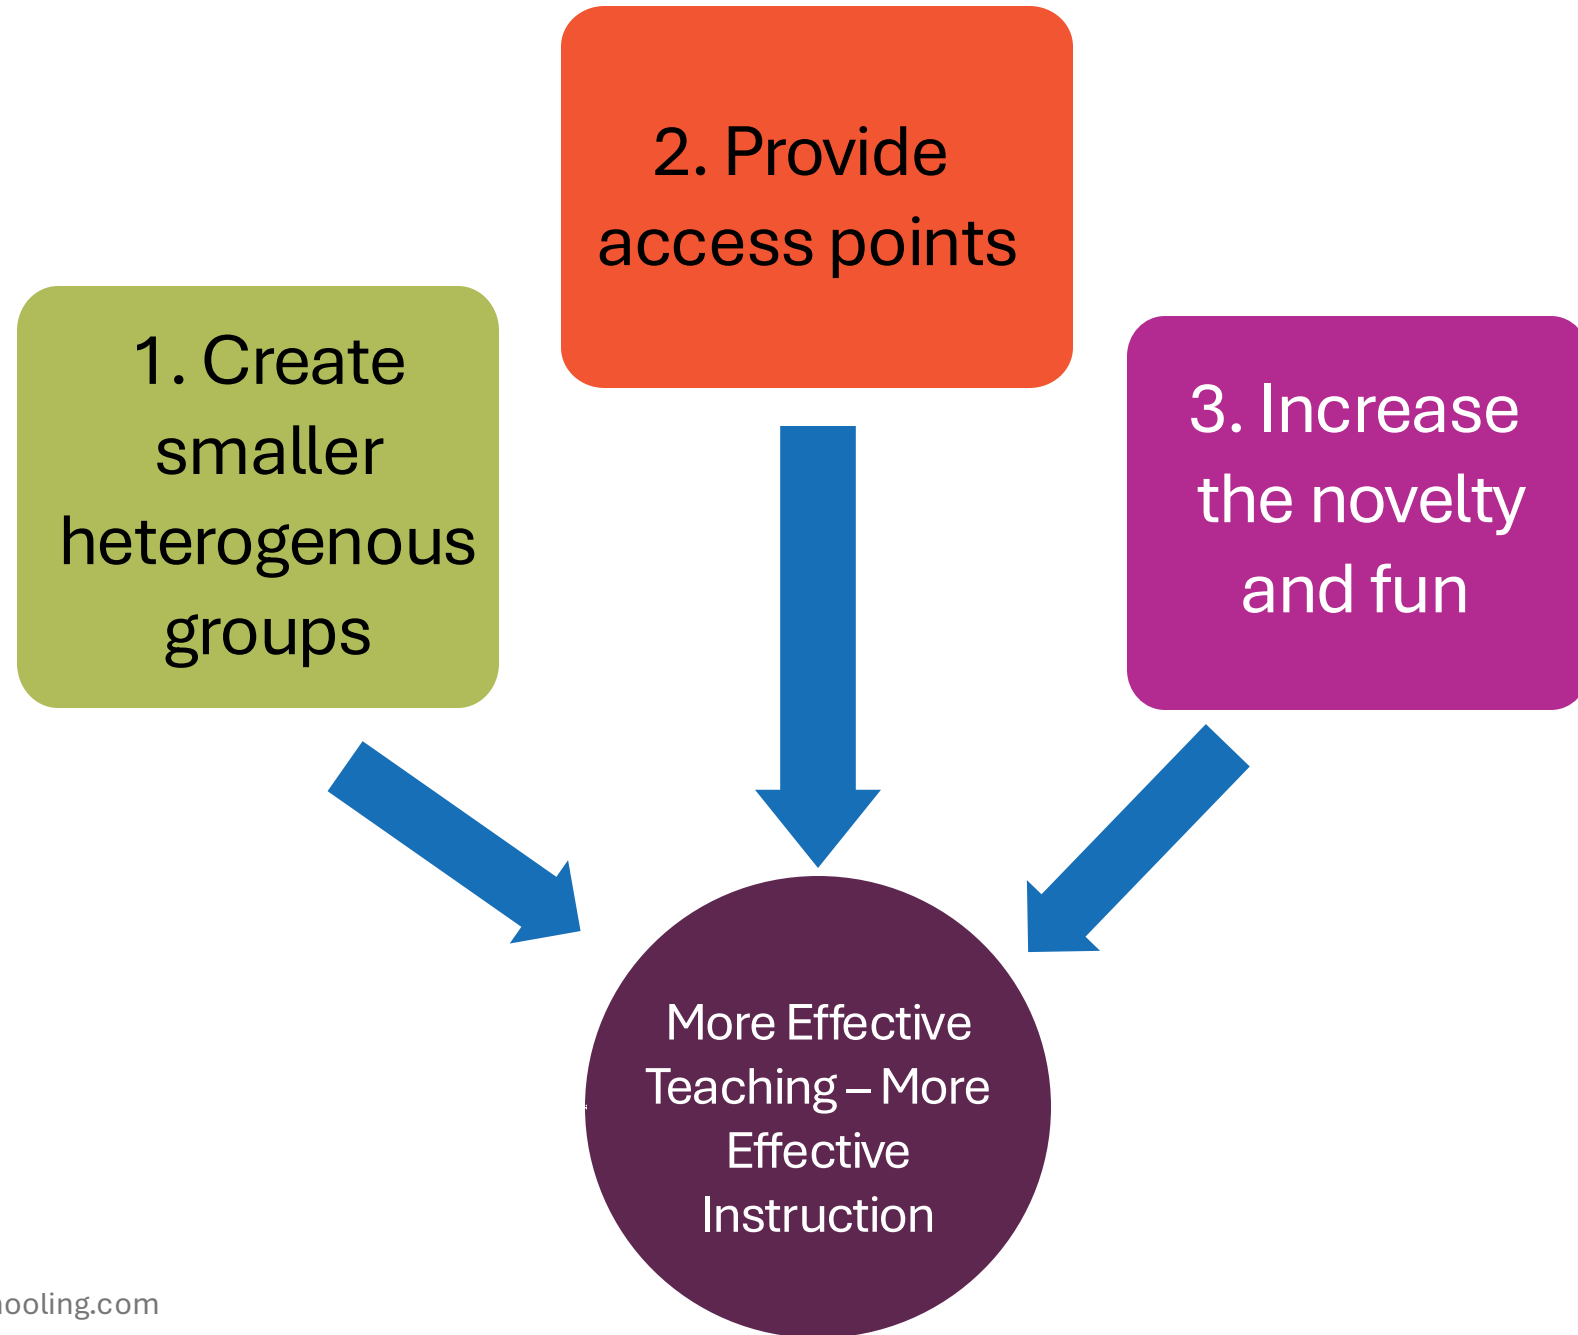 1. Create
smaller
heterogenous
groups
2. Provide
access points
3. Increase
the novelty
and fun
More Effective
Teaching – More
Effective
Instruction
ooling.com